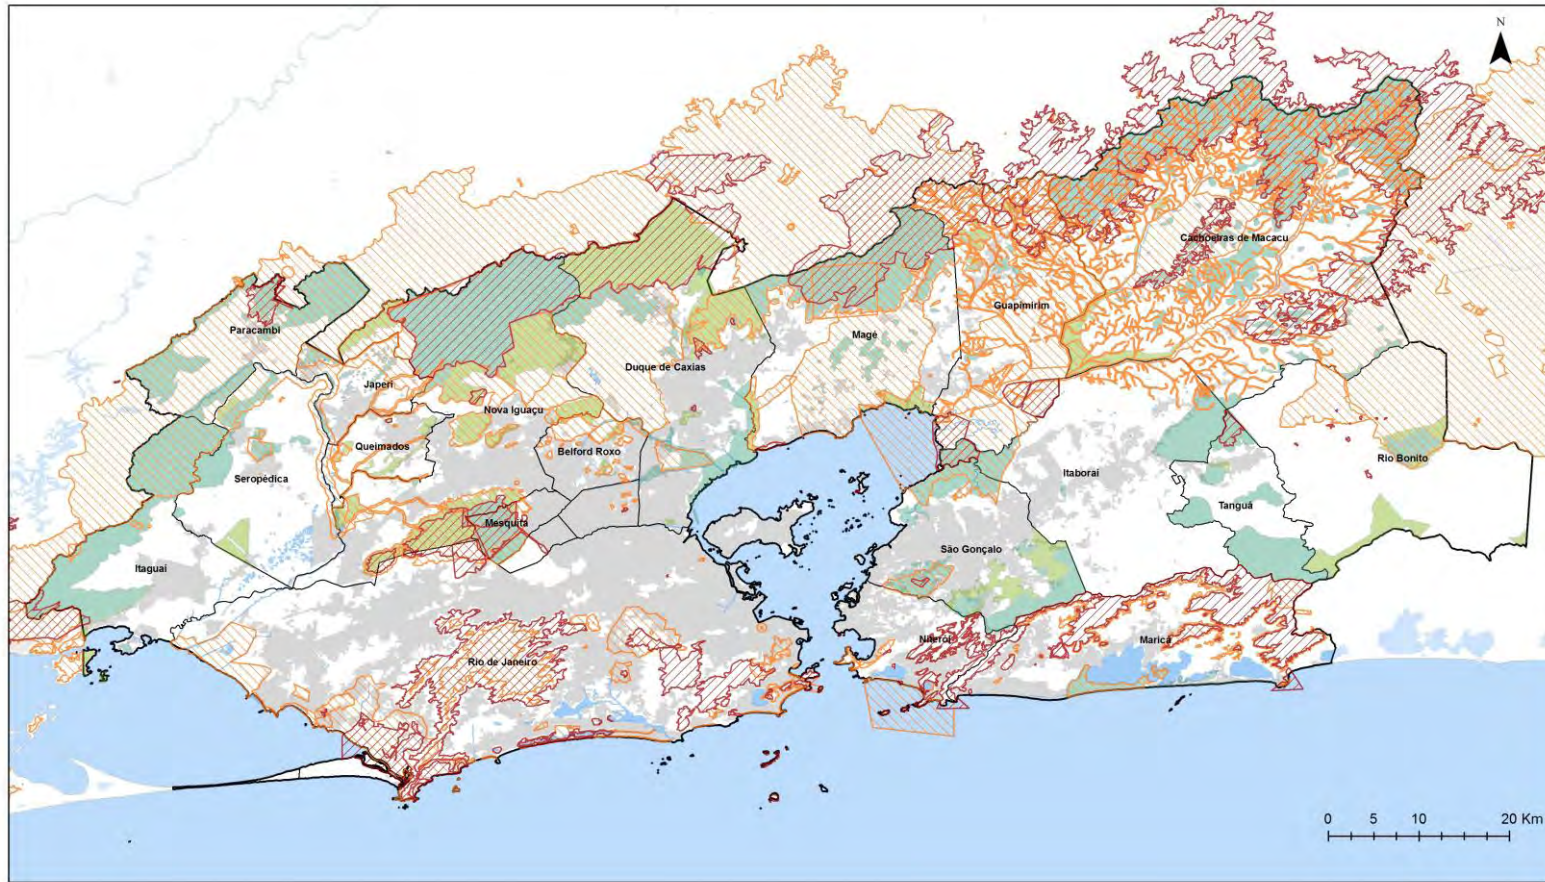 N
Cachoeiras de Macacu
Guapimirim
Paracambi
Magé
Duque de Caxias
Japeri
Nova Iguaçu
Queimados
Belford Roxo
Rio Bonito
Seropédica
Itaboraí
Tanguá
Mesquita
São Gonçalo
Itaguaí
Niterói
Maricá
Rio de Janeiro
0 5 10 20 Km